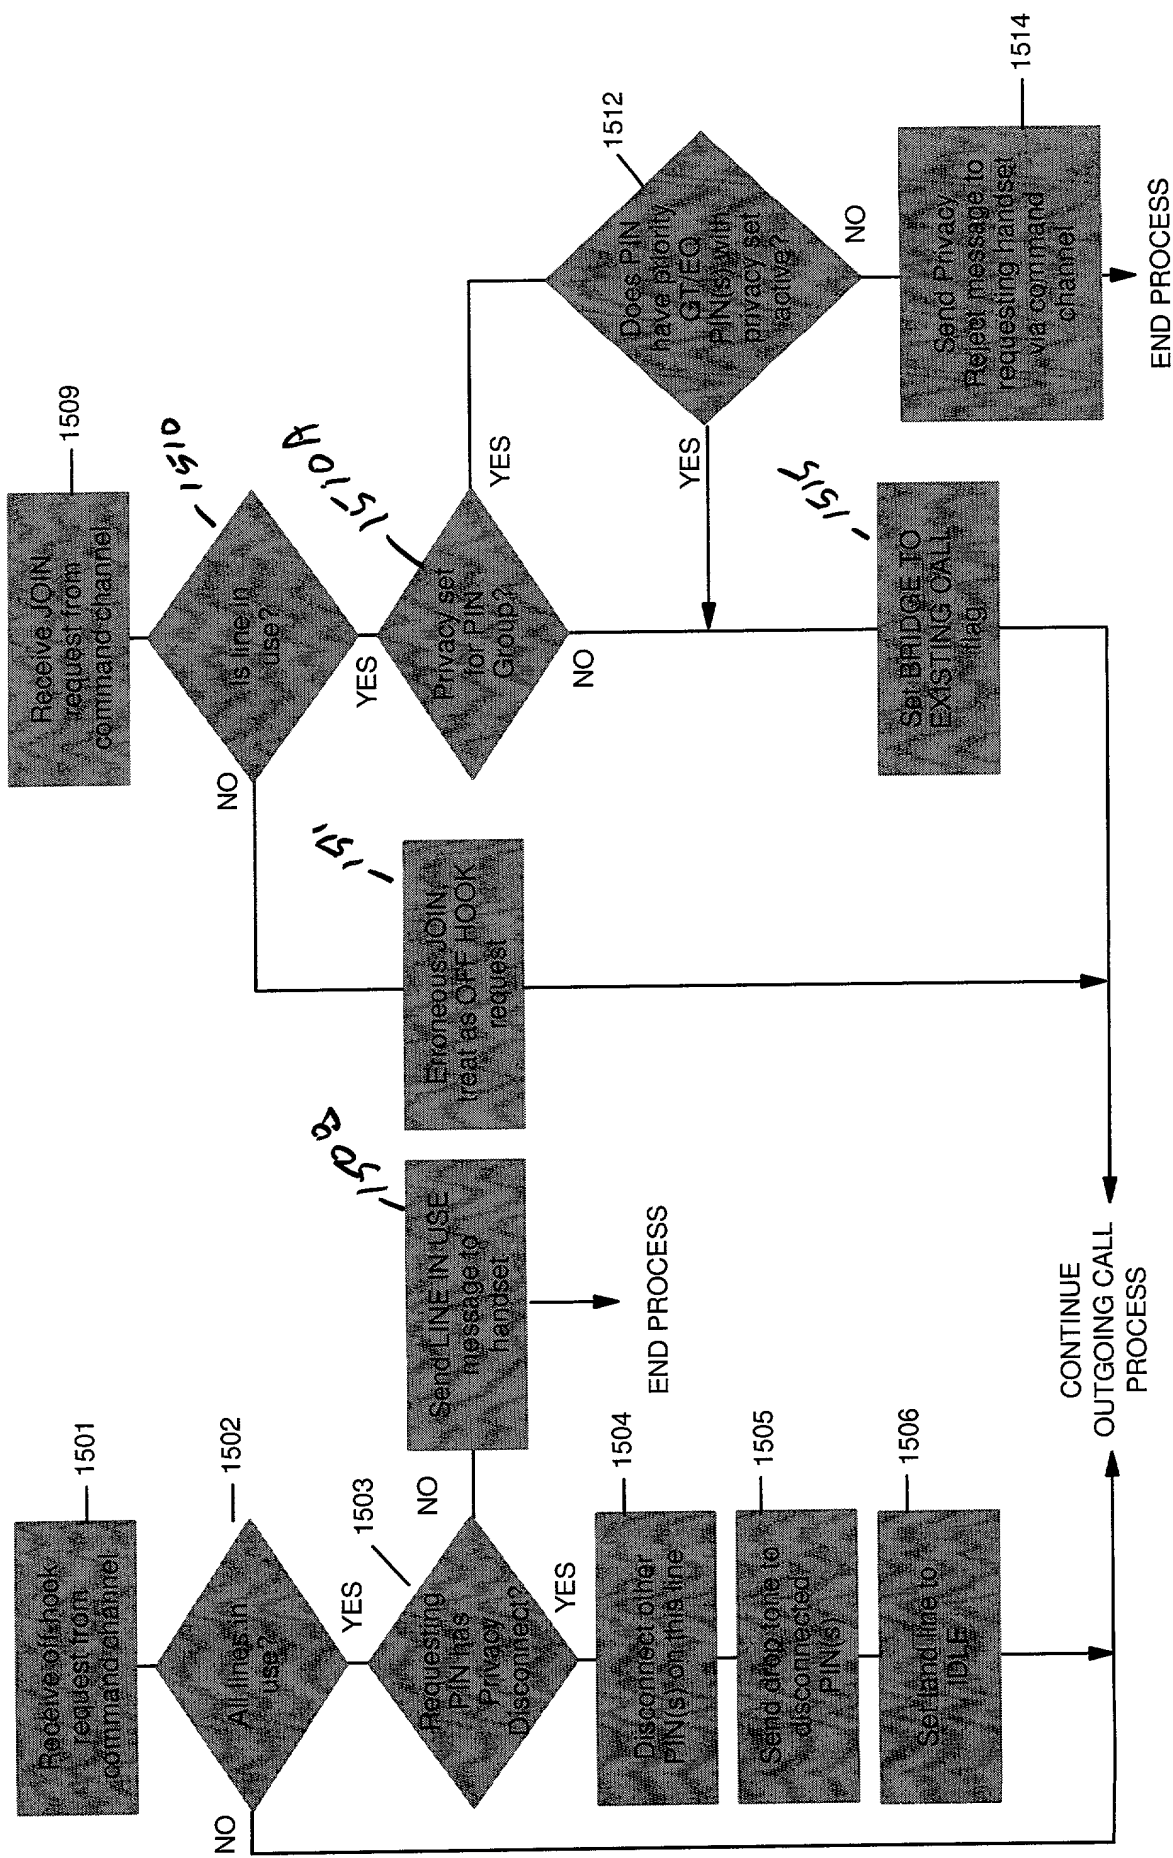 Receive off-hook
request from
command channel
1501
All lines in
use?
1502
NO
YES
Requesting
PIN has
Privacy
Disconnect?
1503
NO
YES
Send LINE IN USE
message to
handset
1508
END PROCESS
Disconnect other
PIN(s) on this line
1504
Send drop tone to
disconnected
PIN(s)
1505
Set land line to
IDLE
1506
CONTINUE
OUTGOING CALL
PROCESS
Receive JOIN
request from
command channel
1509
Is line in
use?
1510
NO
YES
Erroneous JOIN,
treat as OFF HOOK
request
1511
Privacy set
for PIN
Group?
1510A
YES
NO
Does PIN
have priority
GTEQ
PIN(s) with
privacy set
active?
1512
YES
NO
Set BRIDGE TO
EXISTING CALL
flag
1515
Send Privacy
Reject message to
requesting handset
via command
channel
1514
END PROCESS